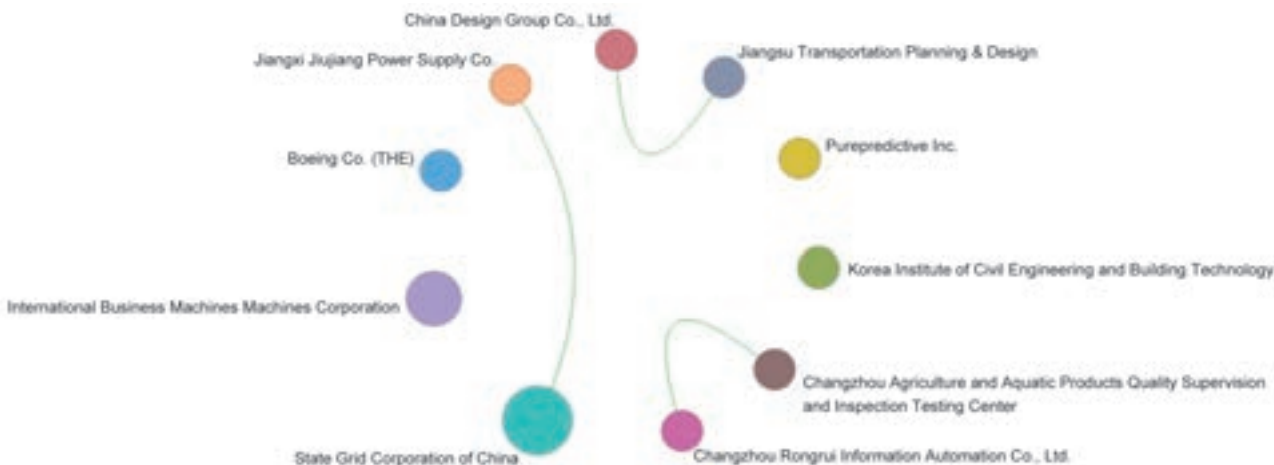 China Design Group Co., Ltd.
Jiangxi Jiujiang Power Supply Co.
Jiangsu Transportation Planning & Design
Boeing Co. (THE)
Purepredictive Inc.
Korea Institute of Civil Engineering and Building Technology
International Business Machines Machines Corporation
Changzhou Agriculture and Aquatic Products Quality Supervision
and Inspection Testing Center
State Grid Corporation of China
Changzhou Rongrui Information Automation Co., Ltd.